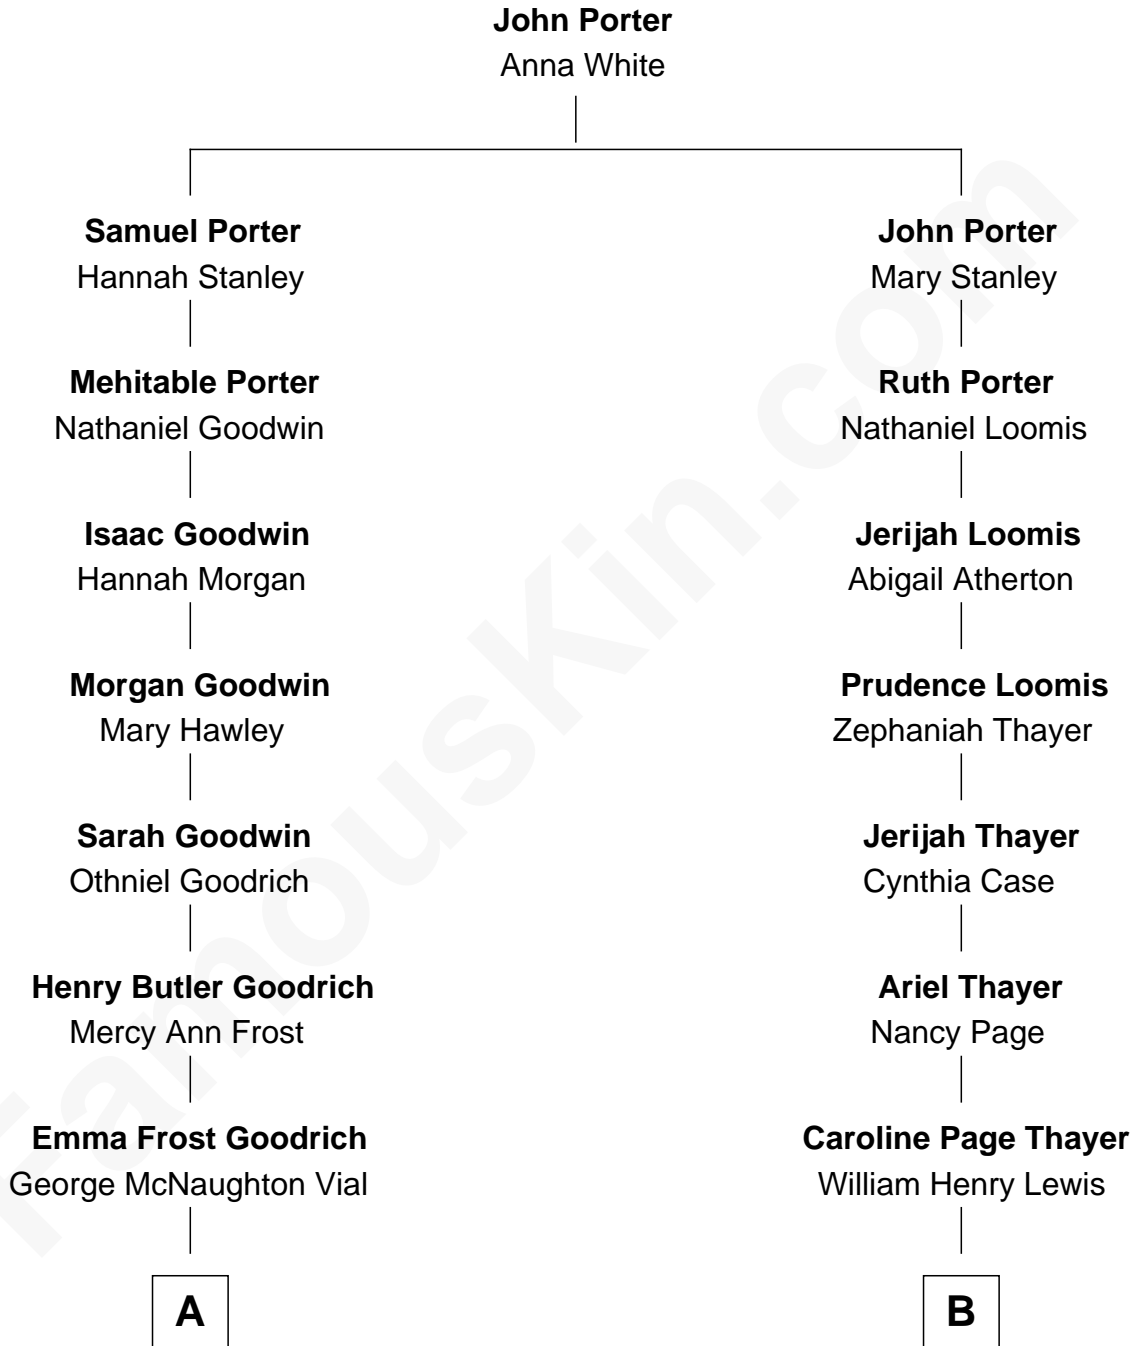 John Porter
Anna White
Samuel Porter
Hannah Stanley
John Porter
Mary Stanley
Mehitable Porter
Nathaniel Goodwin
Ruth Porter
Nathaniel Loomis
Isaac Goodwin
Hannah Morgan
Jerijah Loomis
Abigail Atherton
Morgan Goodwin
Mary Hawley
Prudence Loomis
Zephaniah Thayer
Sarah Goodwin
Othniel Goodrich
Jerijah Thayer
Cynthia Case
Henry Butler Goodrich
Mercy Ann Frost
Ariel Thayer
Nancy Page
Emma Frost Goodrich
George McNaughton Vial
Caroline Page Thayer
William Henry Lewis
A
B
FamousKin.com